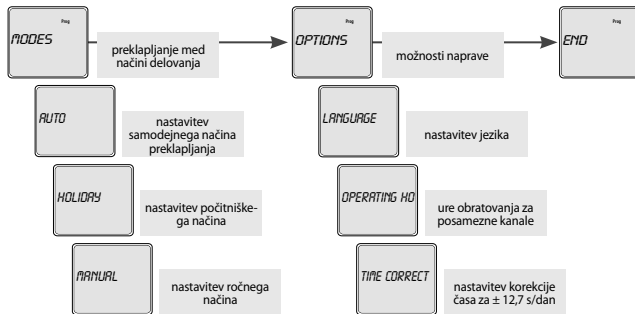 Prog
MODES
preklapljanje med
načini delovanja
Prog
OPTIONS
možnosti naprave
Prog
END
AUTO
nastavitev
samodejnega načina
preklapljanja
LANGUAGE
nastavitev jezika
HOLIDAY
nastavitev počitniške-
ga načina
OPERATING HO
ure obratovanja za
posamezne kanale
MANUAL
nastavitev ročnega
načina
TIME CORRECT
nastavitev korekcije
časa za ± 12,7 s/dan